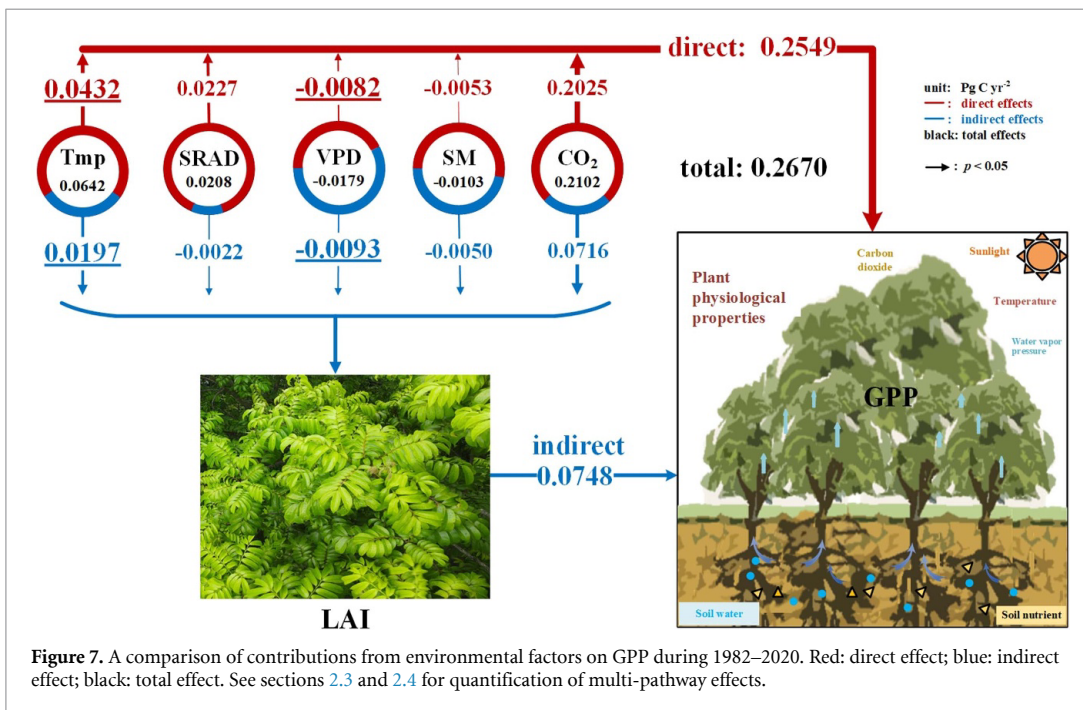 direct: 0.2549
0.0432 0.0227 -0.0082 -0.0053 0.2025
unit: Pg C yr⁻²
— : direct effects
— : indirect effects
black: total effects
→ : p < 0.05
Tmp SRAD VPD SM CO₂
0.0642 0.0208 -0.0179 -0.0103 0.2102
total: 0.2670
0.0197 -0.0022 -0.0093 -0.0050 0.0716
Carbon
dioxide
Sunlight
Plant
physiological
properties
Temperature
Water vapor
pressure
GPP
indirect
0.0748
LAI
Soil water
Soil nutrient
Figure 7. A comparison of contributions from environmental factors on GPP during 1982–2020. Red: direct effect; blue: indirect
effect; black: total effect. See sections 2.3 and 2.4 for quantification of multi-pathway effects.